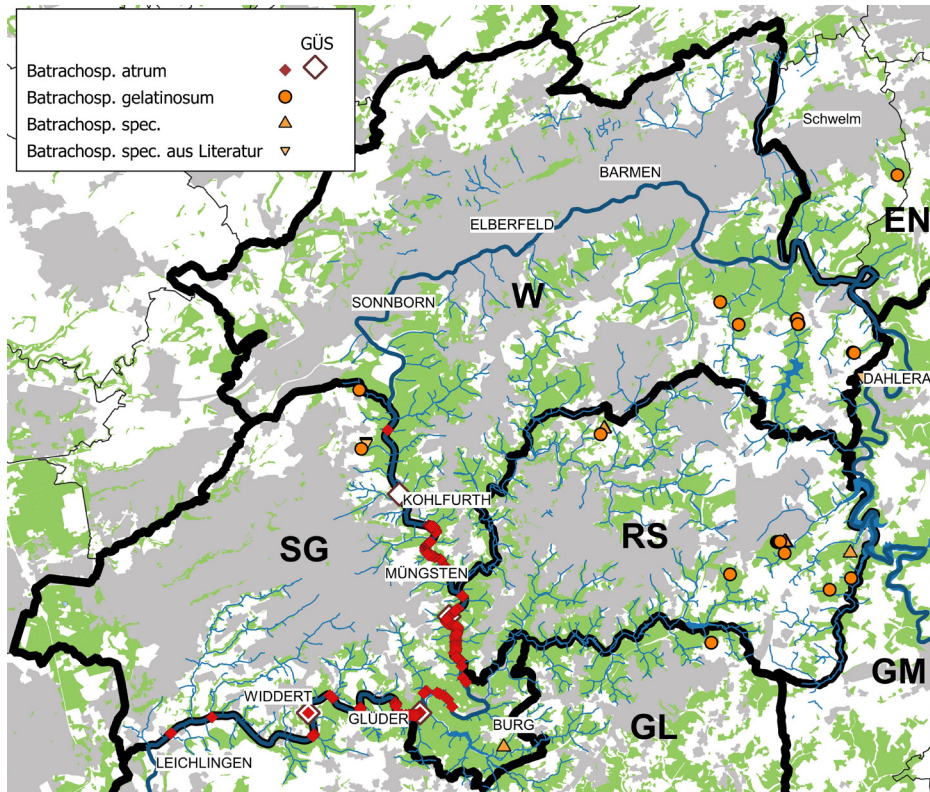 GÜS
Batrachosp. atrum
Batrachosp. gelatinosum
Batrachosp. spec.
Batrachosp. spec. aus Literatur
Schwelm
BARMEN
EN
ELBERFELD
W
SONNBORN
DAHLERA
KOHLFURTH
SG
RS
MÜNGSTEN
GM
WIDDERT
GLÜDER
BURG
GL
LEICHLINGEN